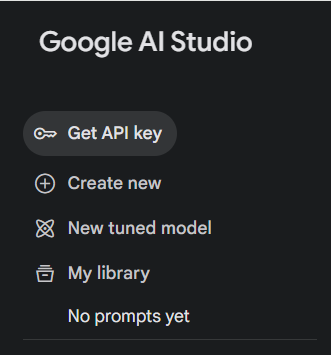 Google AI Studio
Get API key
Create new
New tuned model
My library
No prompts yet